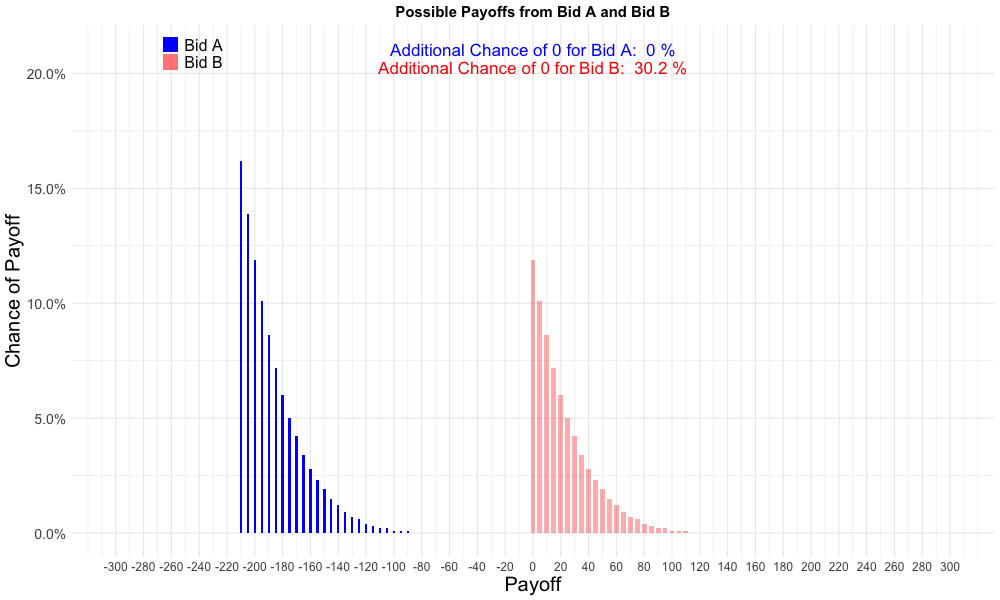 Possible Payoffs from Bid A and Bid B
Bid A
Bid B
Additional Chance of 0 for Bid A:  0 %
Additional Chance of 0 for Bid B:  30.2 %
Chance of Payoff
20.0%
15.0%
10.0%
5.0%
0.0%
-300 -280 -260 -240 -220 -200 -180 -160 -140 -120 -100 -80 -60 -40 -20 0 20 40 60 80 100 120 140 160 180 200 220 240 260 280 300
Payoff